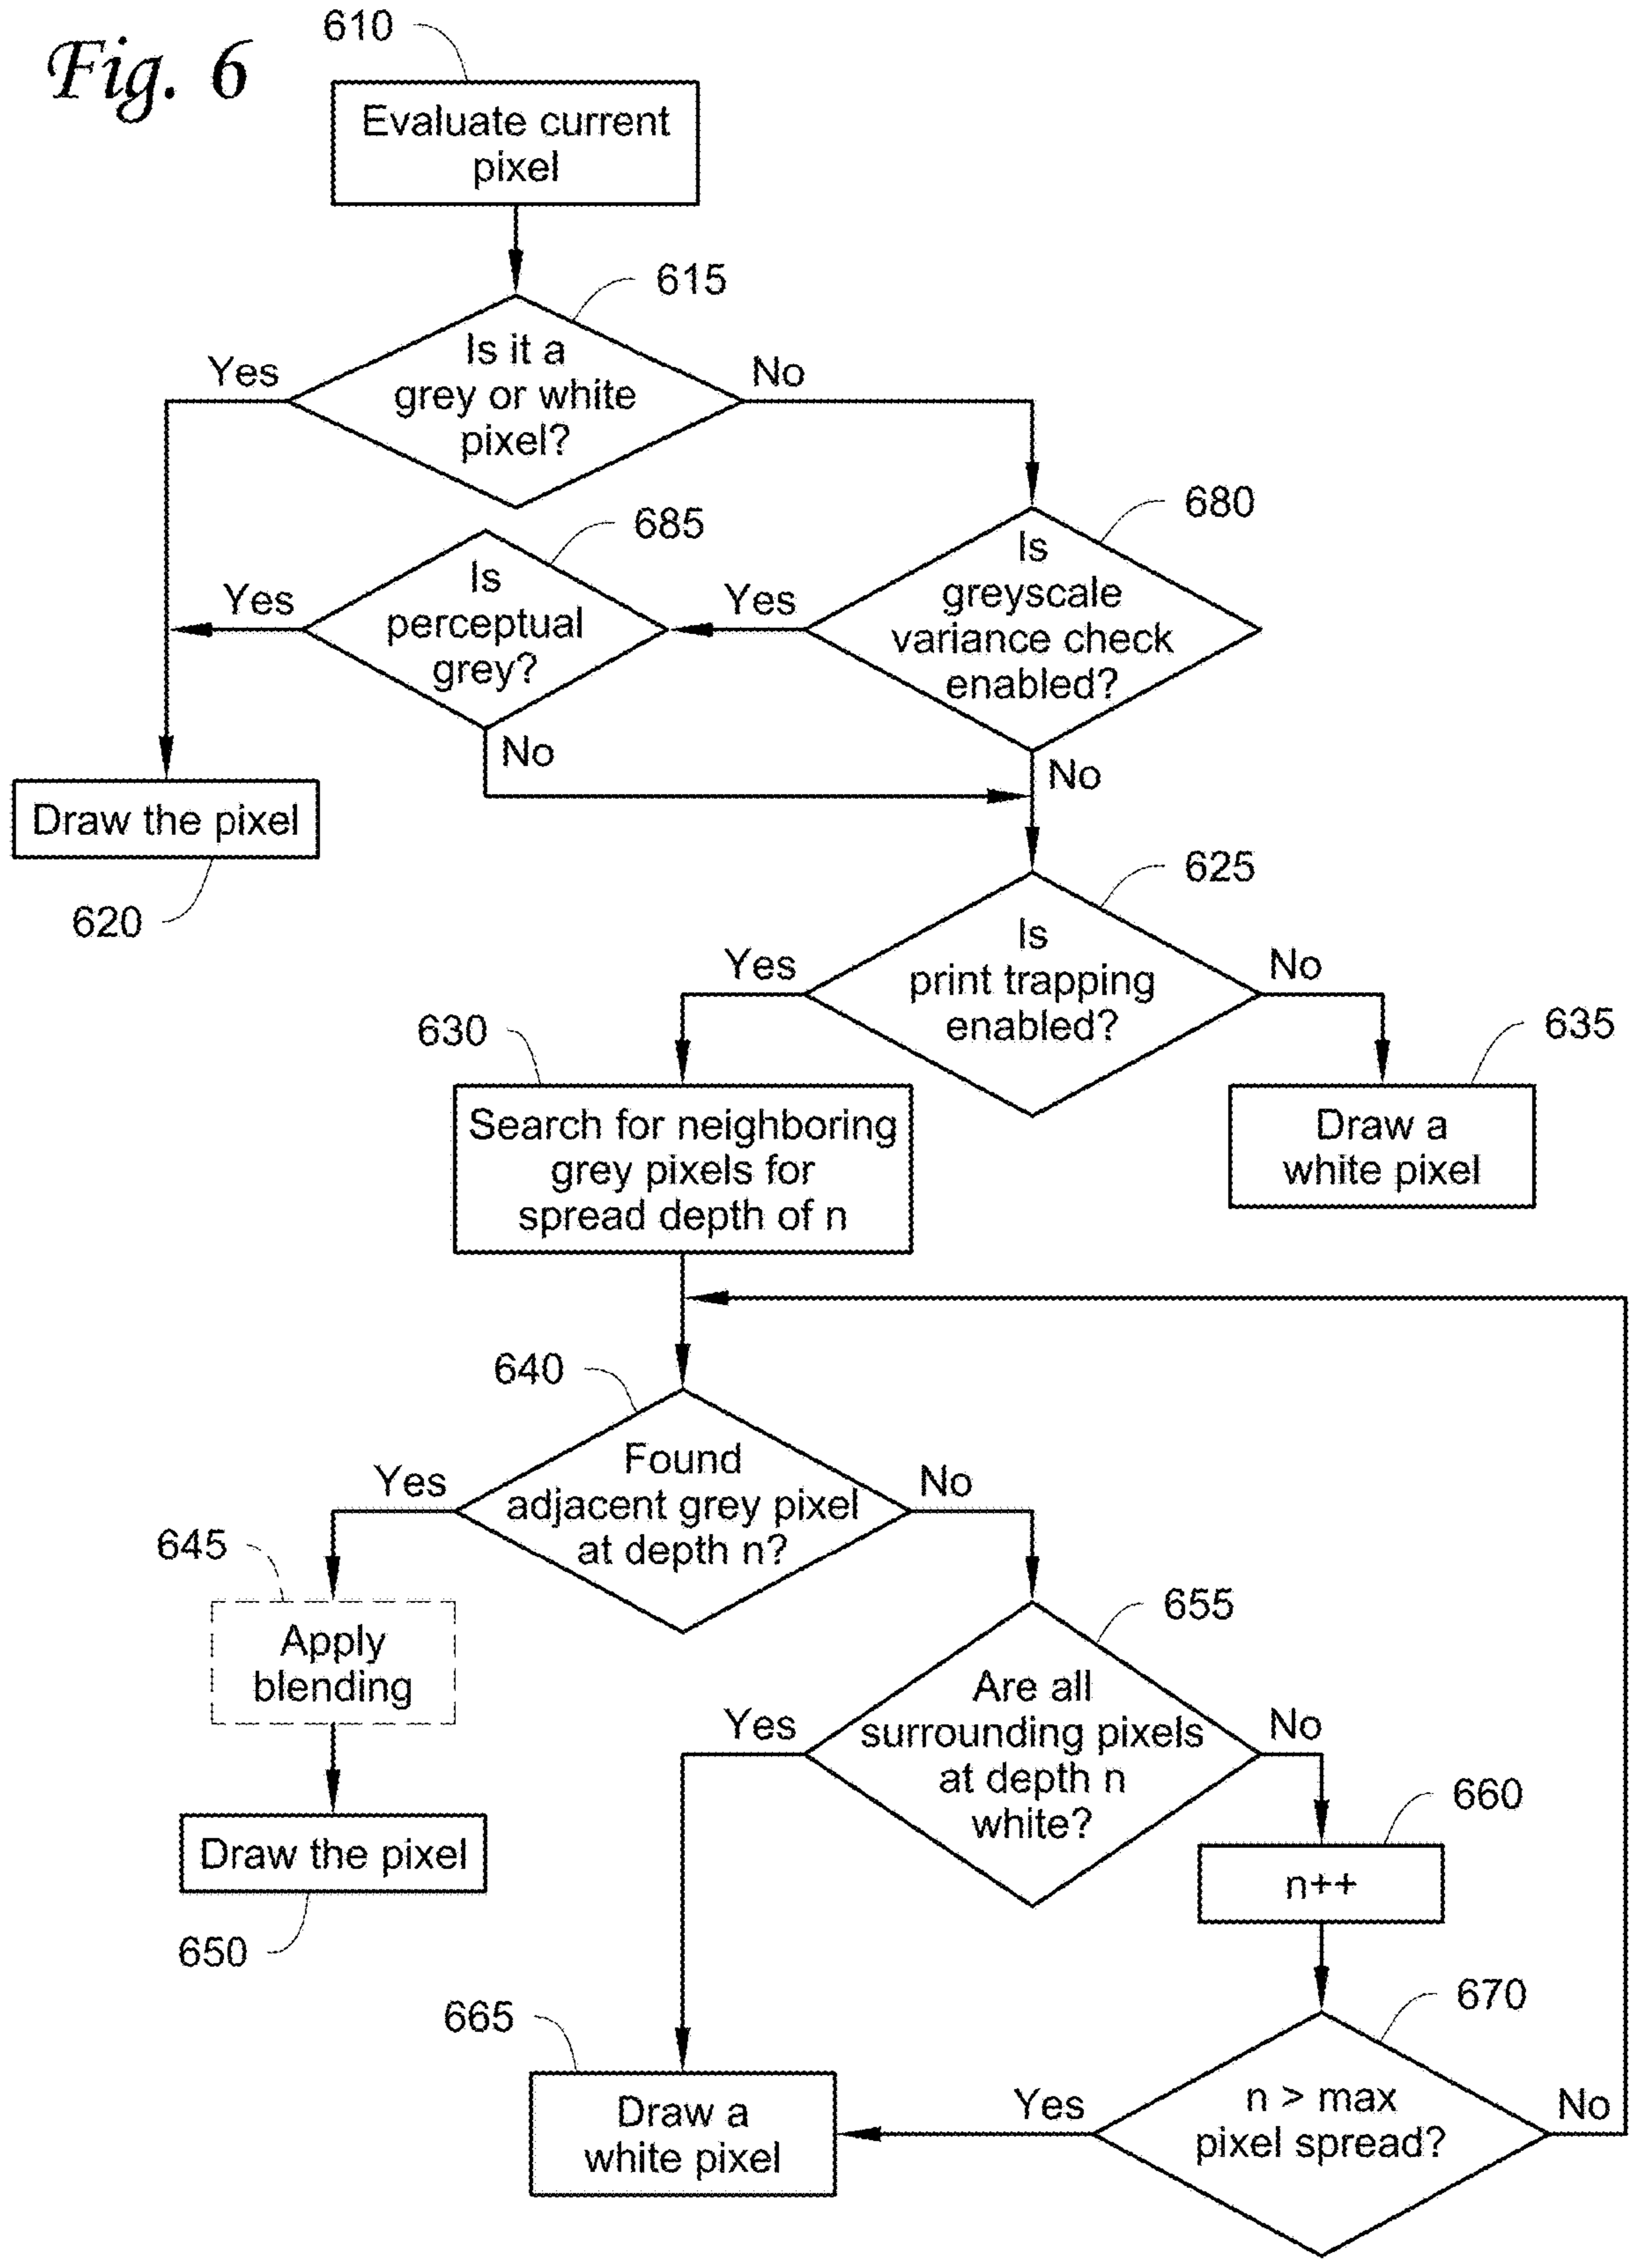 Fig. 6
610
Evaluate current
pixel
615
Is it a
grey or white
pixel?
Yes
No
680
Is
greyscale
variance check
enabled?
Yes
No
685
Is
perceptual
grey?
Yes
No
Draw the pixel
620
625
Is
print trapping
enabled?
Yes
No
630
Search for neighboring
grey pixels for
spread depth of n
635
Draw a
white pixel
640
Found
adjacent grey pixel
at depth n?
Yes
No
645
Apply
blending
Draw the pixel
650
655
Are all
surrounding pixels
at depth n
white?
Yes
No
660
n++
665
Draw a
white pixel
670
n > max
pixel spread?
Yes
No